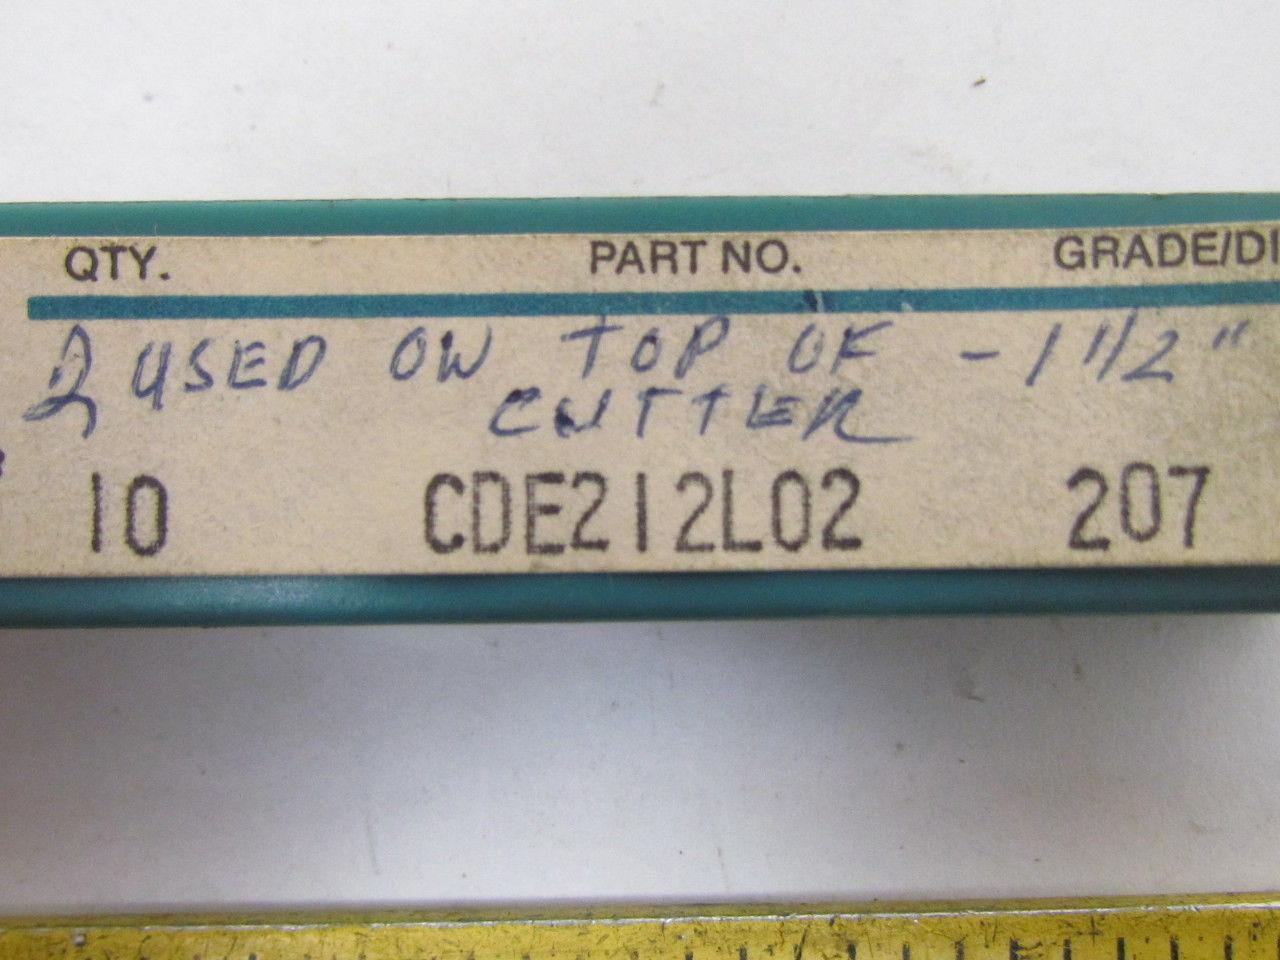 QTY. PART NO. GRADE/DI
2 USED ON TOP OF - 1 1/2"
CUTTER
10 CDE212L02 207